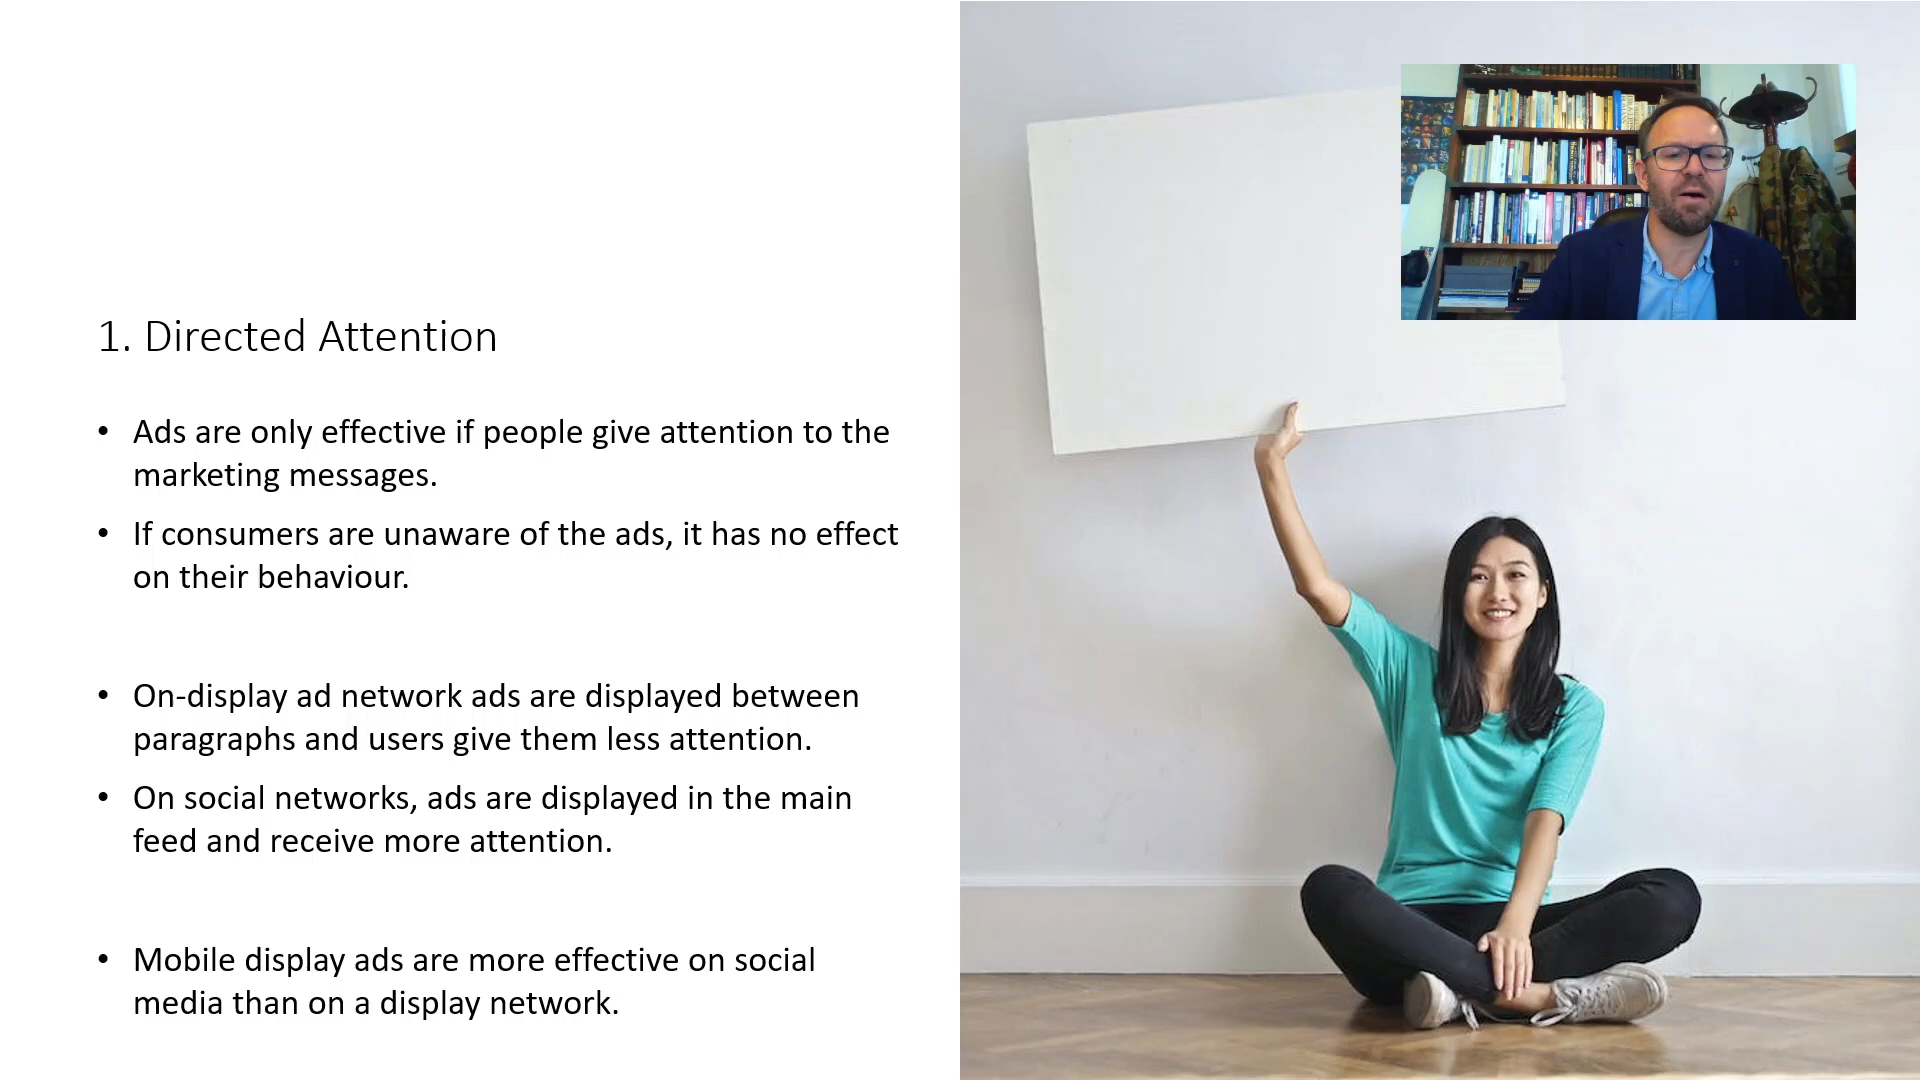 1. Directed Attention
• Ads are only effective if people give attention to the
marketing messages.
• If consumers are unaware of the ads, it has no effect
on their behaviour.
• On-display ad network ads are displayed between
paragraphs and users give them less attention.
• On social networks, ads are displayed in the main
feed and receive more attention.
• Mobile display ads are more effective on social
media than on a display network.